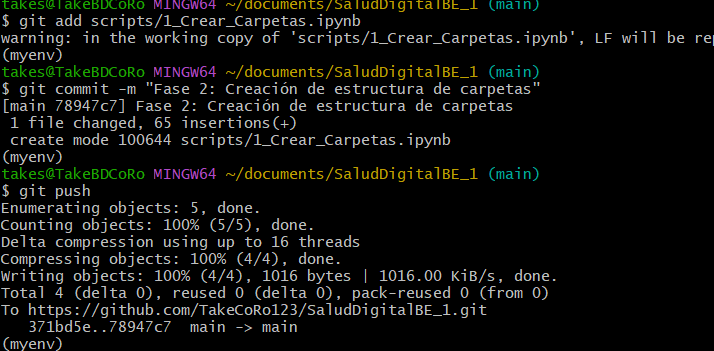 takes@TakeBDCoRo MINGW64 ~/documents/SaludDigitalBE_1 (main)
$ git add scripts/1_Crear_Carpetas.ipynb
warning: in the working copy of 'scripts/1_Crear_Carpetas.ipynb', LF will be rep
(myenv)
takes@TakeBDCoRo MINGW64 ~/documents/SaludDigitalBE_1 (main)
$ git commit -m "Fase 2: Creación de estructura de carpetas"
[main 78947c7] Fase 2: Creación de estructura de carpetas
 1 file changed, 65 insertions(+)
 create mode 100644 scripts/1_Crear_Carpetas.ipynb
(myenv)
takes@TakeBDCoRo MINGW64 ~/documents/SaludDigitalBE_1 (main)
$ git push
Enumerating objects: 5, done.
Counting objects: 100% (5/5), done.
Delta compression using up to 16 threads
Compressing objects: 100% (4/4), done.
Writing objects: 100% (4/4), 1016 bytes | 1016.00 KiB/s, done.
Total 4 (delta 0), reused 0 (delta 0), pack-reused 0 (from 0)
To https://github.com/TakeCoRo123/SaludDigitalBE_1.git
   371bd5e..78947c7  main -> main
(myenv)